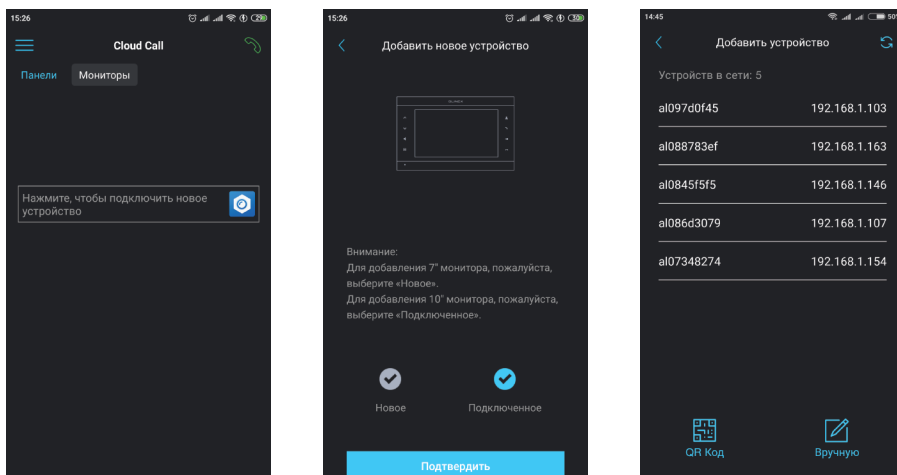 15:26
Cloud Call
Панели Мониторы
Нажмите, чтобы подключить новое
устройство
15:26
Добавить новое устройство
Внимание:
Для добавления 7" монитора, пожалуйста,
выберите «Новое».
Для добавления 10" монитора, пожалуйста,
выберите «Подключенное».
Новое Подключенное
Подтвердить
14:45
Добавить устройство
Устройств в сети: 5
al097d0f45 192.168.1.103
al088783ef 192.168.1.163
al0845f5f5 192.168.1.146
al086d3079 192.168.1.107
al07348274 192.168.1.154
QR Код Вручную